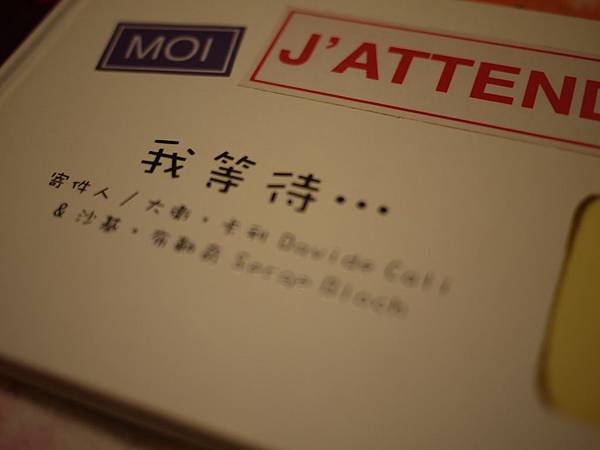 MOI
J'ATTEND
我等待…
寄件人 / 大衛・卡利 Davide Cali
& 沙基・布勒奇 Serge Bloch